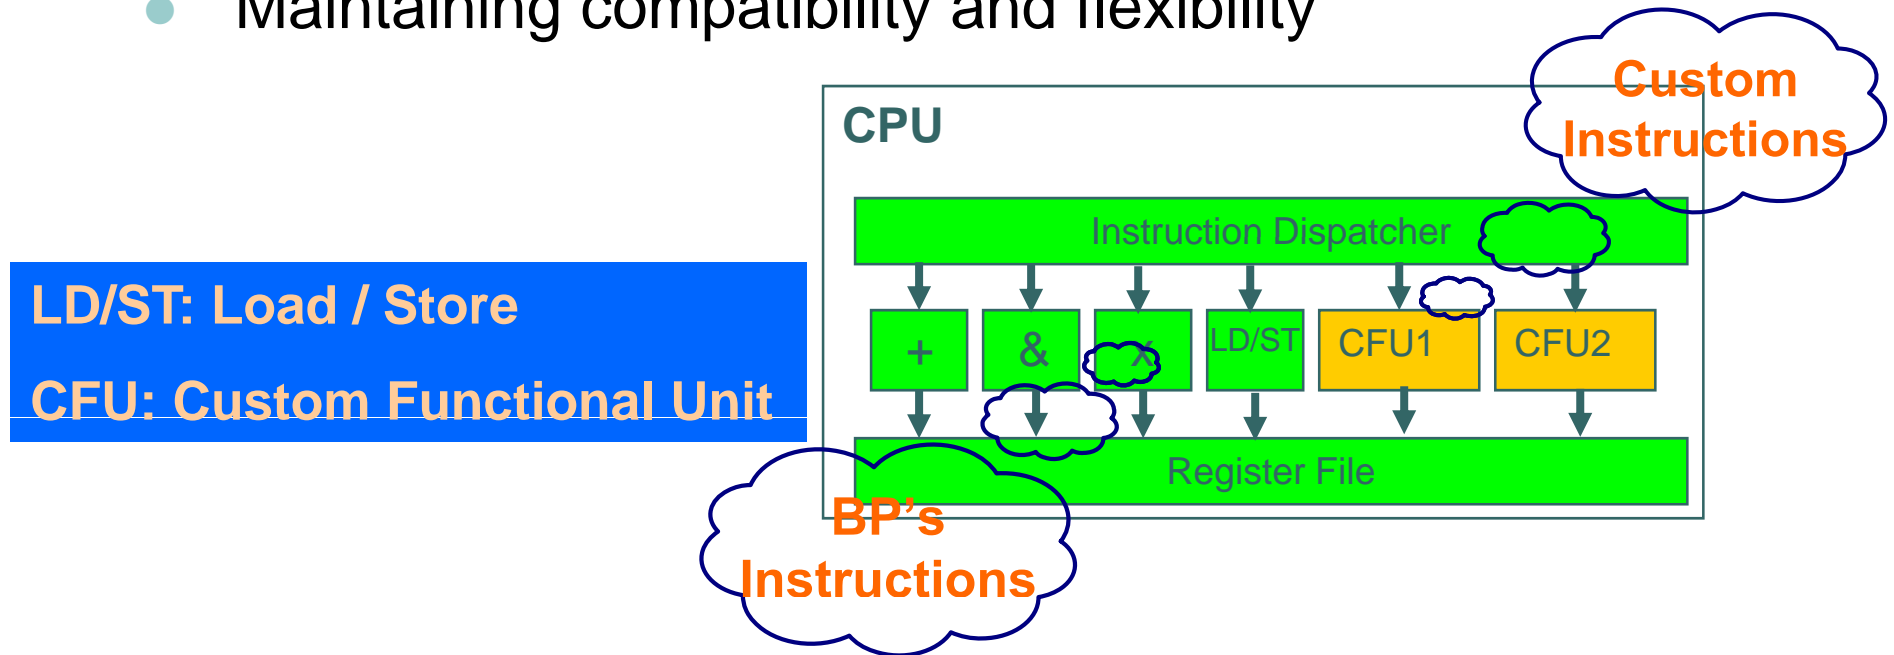 Maintaining compatibility and flexibility
Custom
Instructions
CPU
Instruction Dispatcher
LD/ST: Load / Store
CFU: Custom Functional Unit
+ & x LD/ST CFU1 CFU2
Register File
BP’s
Instructions